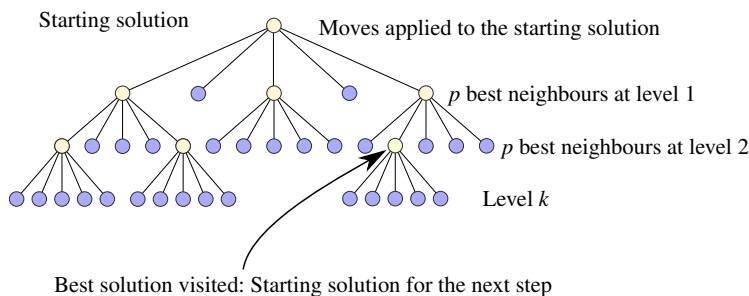 Starting solution
Moves applied to the starting solution
p best neighbours at level 1
p best neighbours at level 2
Level k
Best solution visited: Starting solution for the next step